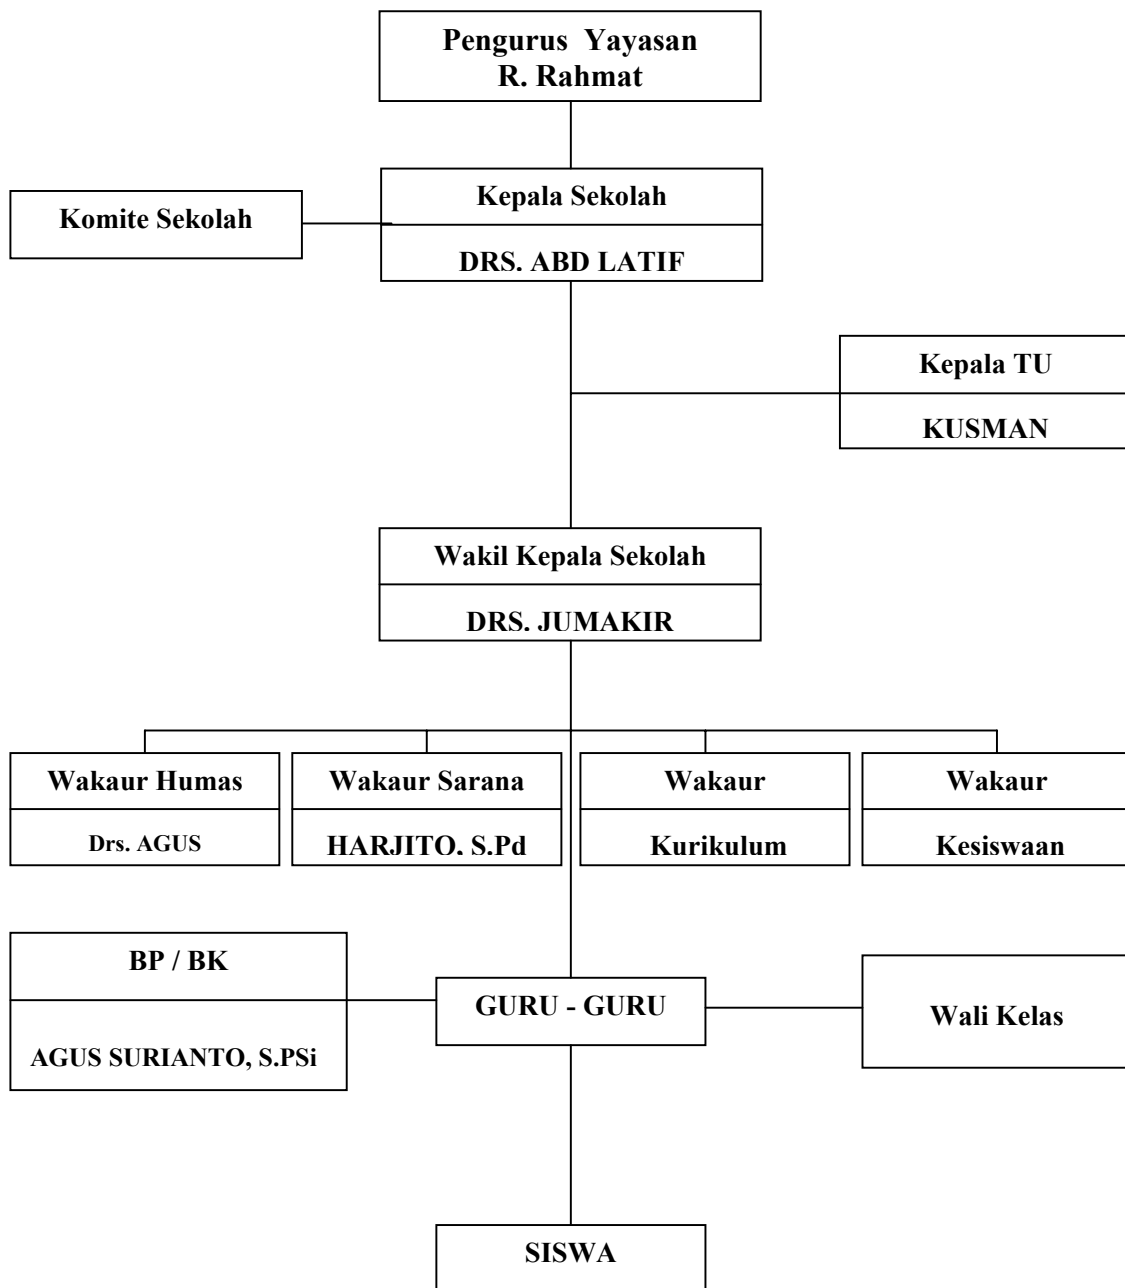 Pengurus Yayasan
R. Rahmat
Kepala Sekolah
Komite Sekolah
DRS. ABD LATIF
Kepala TU
KUSMAN
Wakil Kepala Sekolah
DRS. JUMAKIR
Wakaur Humas
Drs. AGUS
Wakaur Sarana
HARJITO. S.Pd
Wakaur
Kurikulum
Wakaur
Kesiswaan
BP / BK
AGUS SURIANTO, S.PSi
GURU - GURU
Wali Kelas
SISWA